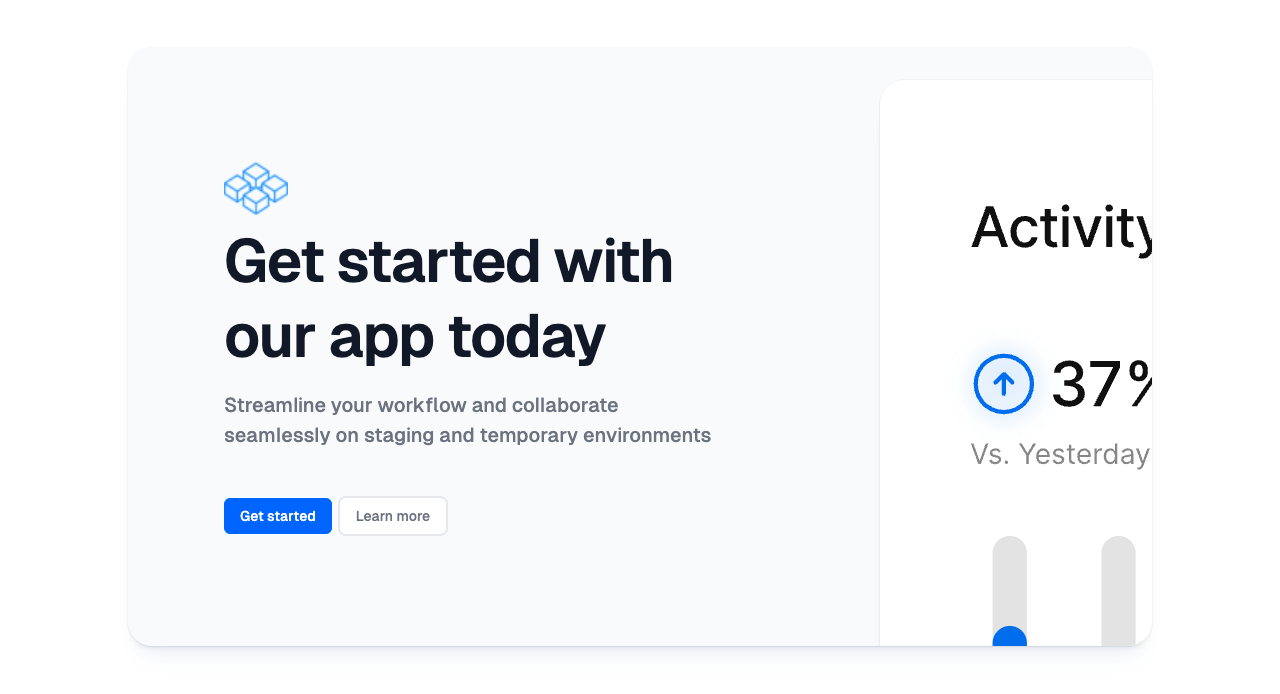 Get started with
our app today
Streamline your workflow and collaborate
seamlessly on staging and temporary environments
Get started
Learn more
Activity
37%
Vs. Yesterday